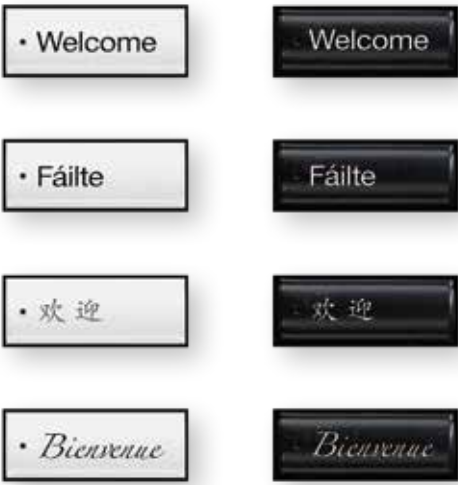 • Welcome Welcome
• Fáilte Fáilte
• 欢 迎 欢 迎
• Bienvenue Bienvenue